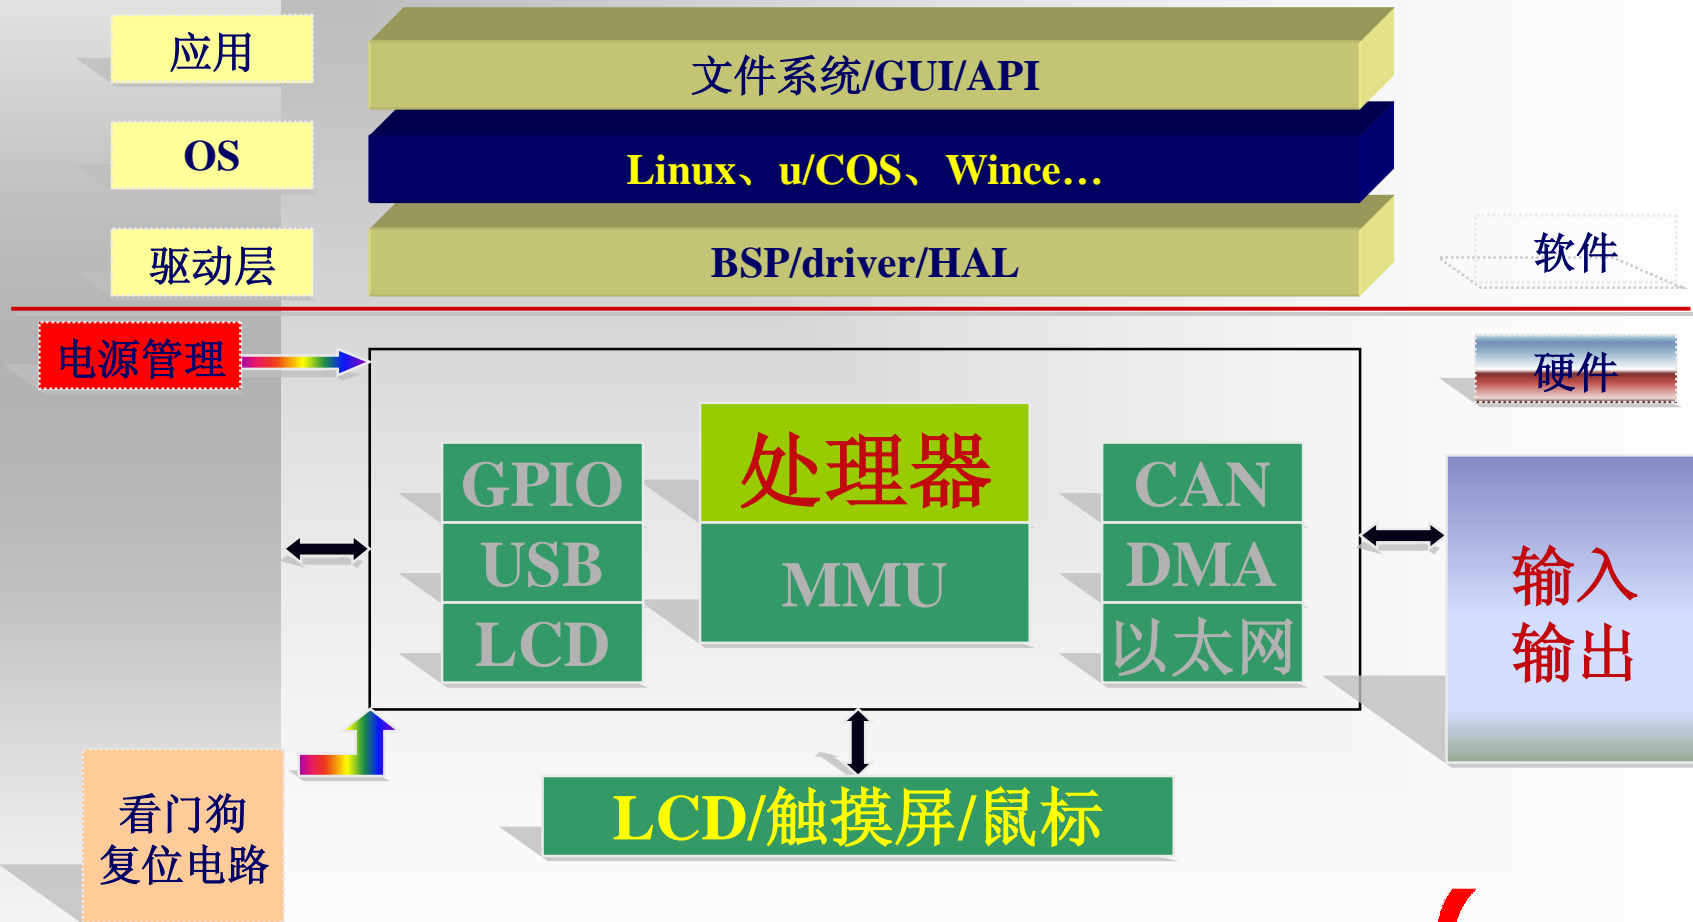 应用
文件系统/GUI/API
OS
Linux、u/COS、Wince…
驱动层
BSP/driver/HAL
软件
电源管理
硬件
处理器
GPIO
USB
LCD
MMU
CAN
DMA
以太网
输入
输出
看门狗
复位电路
LCD/触摸屏/鼠标